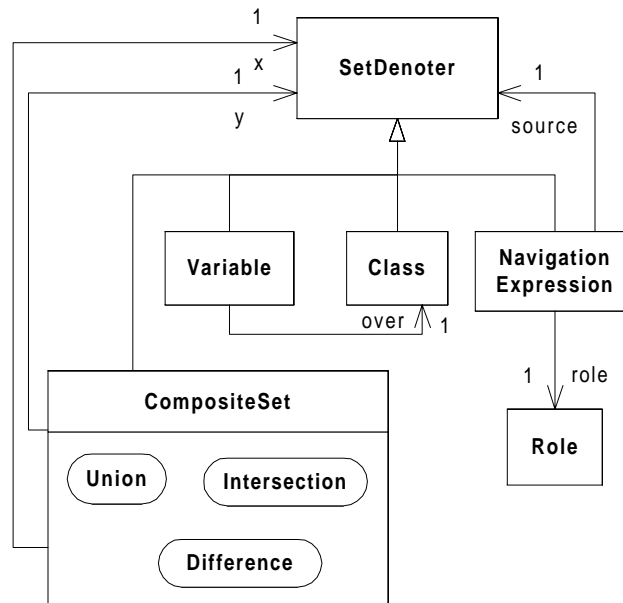 1
x
SetDenoter
1
y
1
source
Variable
Class
Navigation
Expression
over
1
CompositeSet
1
role
Union
Intersection
Role
Difference